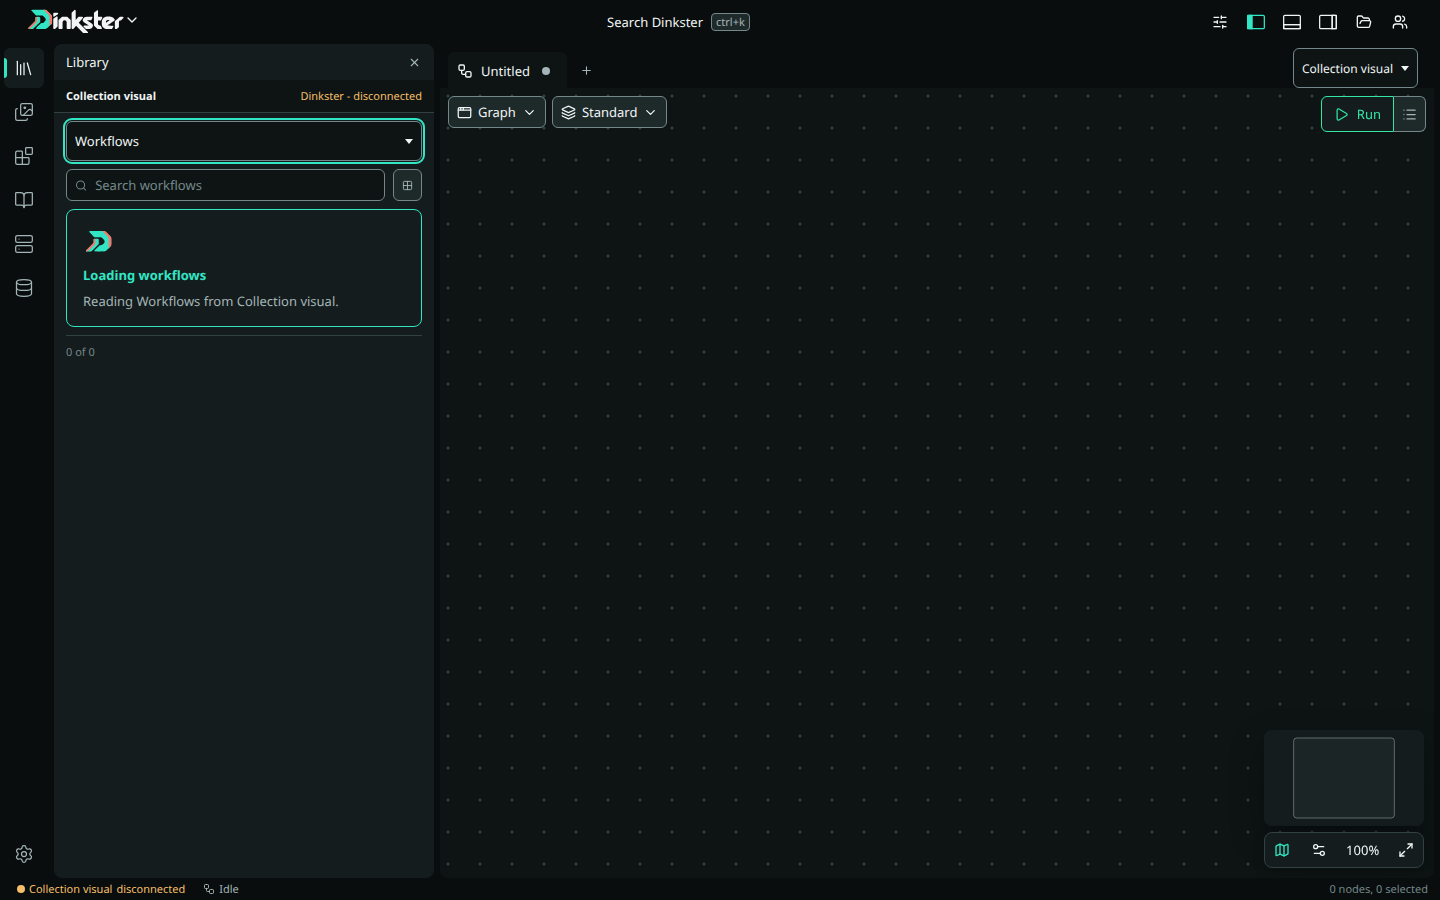 Dinkster
Search Dinkster ctrl+k
Library
Collection visual
Dinkster - disconnected
Workflows
Search workflows
Loading workflows
Reading Workflows from Collection visual.
0 of 0
Untitled
Collection visual
Graph
Standard
Run
100%
Collection visual disconnected
Idle
0 nodes, 0 selected